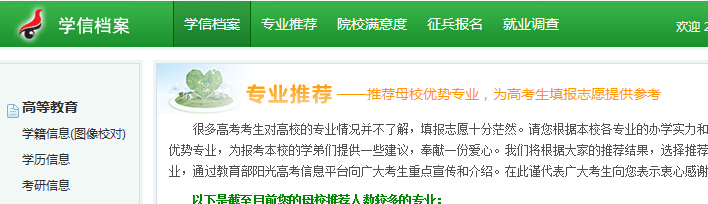 学信档案
学信档案 专业推荐 院校满意度 征兵报名 就业调查
欢迎 2
高等教育
学籍信息(图像校对)
学历信息
考研信息
专业推荐 ——推荐母校优势专业，为高考生填报志愿提供参考
很多高考考生对高校的专业情况并不了解，填报志愿十分茫然。请您根据本校各专业的办学实力和
优势专业，为报考本校的学弟们提供一些建议，奉献一份爱心。我们将根据大家的推荐结果，选择推荐
业，通过教育部阳光高考信息平台向广大考生重点宣传和介绍。在此谨代表广大考生向您表示衷心感谢
以下是截至目前您的母校推荐人数较多的专业：